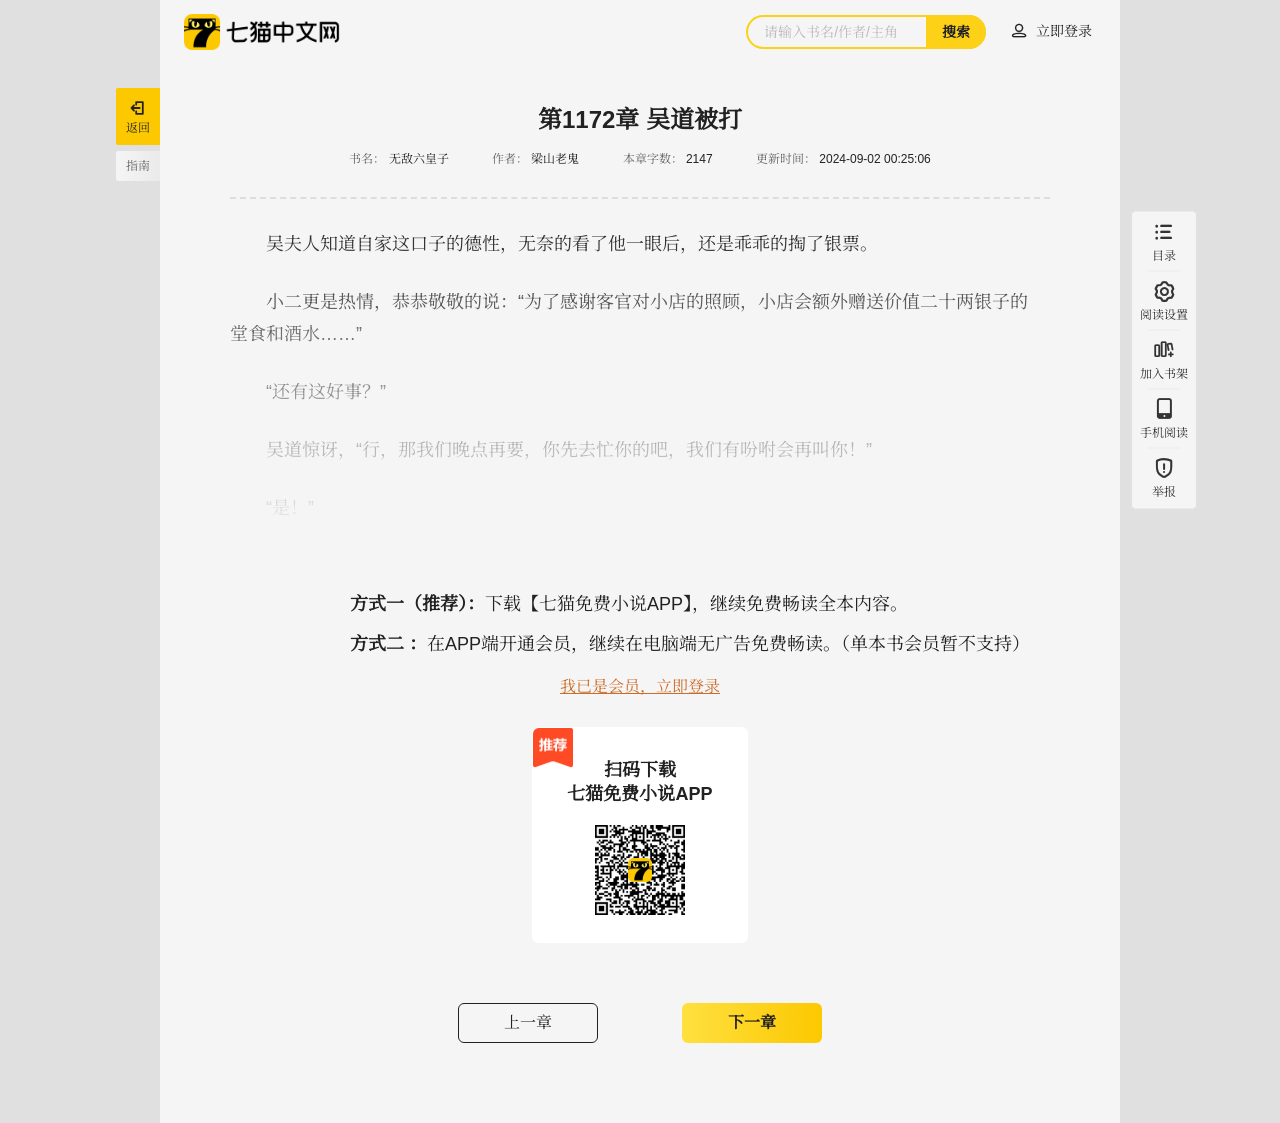 七猫中文网
请输入书名/作者/主角
搜索
立即登录
返回
指南
第1172章 吴道被打
书名： 无敌六皇子 作者： 梁山老鬼 本章字数： 2147 更新时间： 2024-09-02 00:25:06
吴夫人知道自家这口子的德性，无奈的看了他一眼后，还是乖乖的掏了银票。
小二更是热情，恭恭敬敬的说：“为了感谢客官对小店的照顾，小店会额外赠送价值二十两银子的
堂食和酒水……”
“还有这好事？”
吴道惊讶，“行，那我们晚点再要，你先去忙你的吧，我们有吩咐会再叫你！”
“是！”
目录
阅读设置
加入书架
手机阅读
举报
方式一（推荐）：下载【七猫免费小说APP】，继续免费畅读全本内容。
方式二 ：在APP端开通会员，继续在电脑端无广告免费畅读。（单本书会员暂不支持）
我已是会员，立即登录
推荐
扫码下载
七猫免费小说APP
上一章
下一章